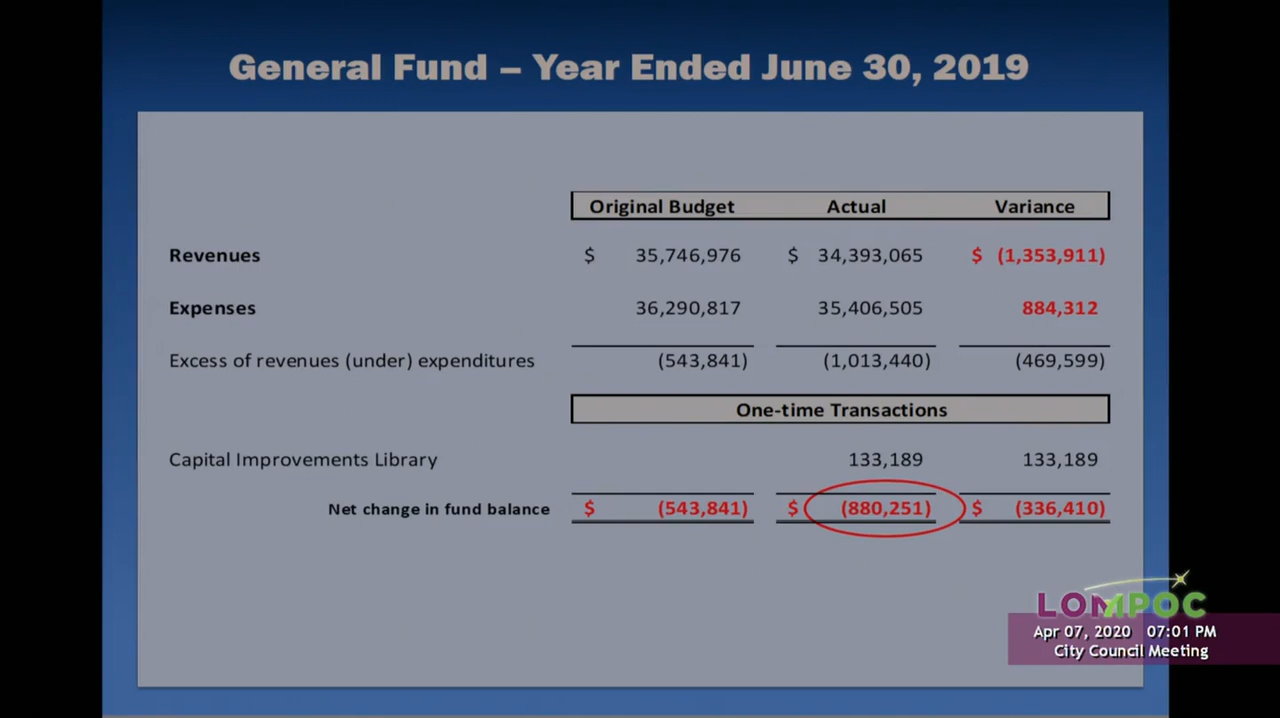 General Fund – Year Ended June 30, 2019
Original Budget Actual Variance
Revenues $ 35,746,976 $ 34,393,065 $ (1,353,911)
Expenses 36,290,817 35,406,505 884,312
Excess of revenues (under) expenditures (543,841) (1,013,440) (469,599)
One-time Transactions
Capital Improvements Library 133,189 133,189
Net change in fund balance $ (543,841) $ (880,251) $ (336,410)
LOMPOC
Apr 07, 2020 07:01 PM
City Council Meeting